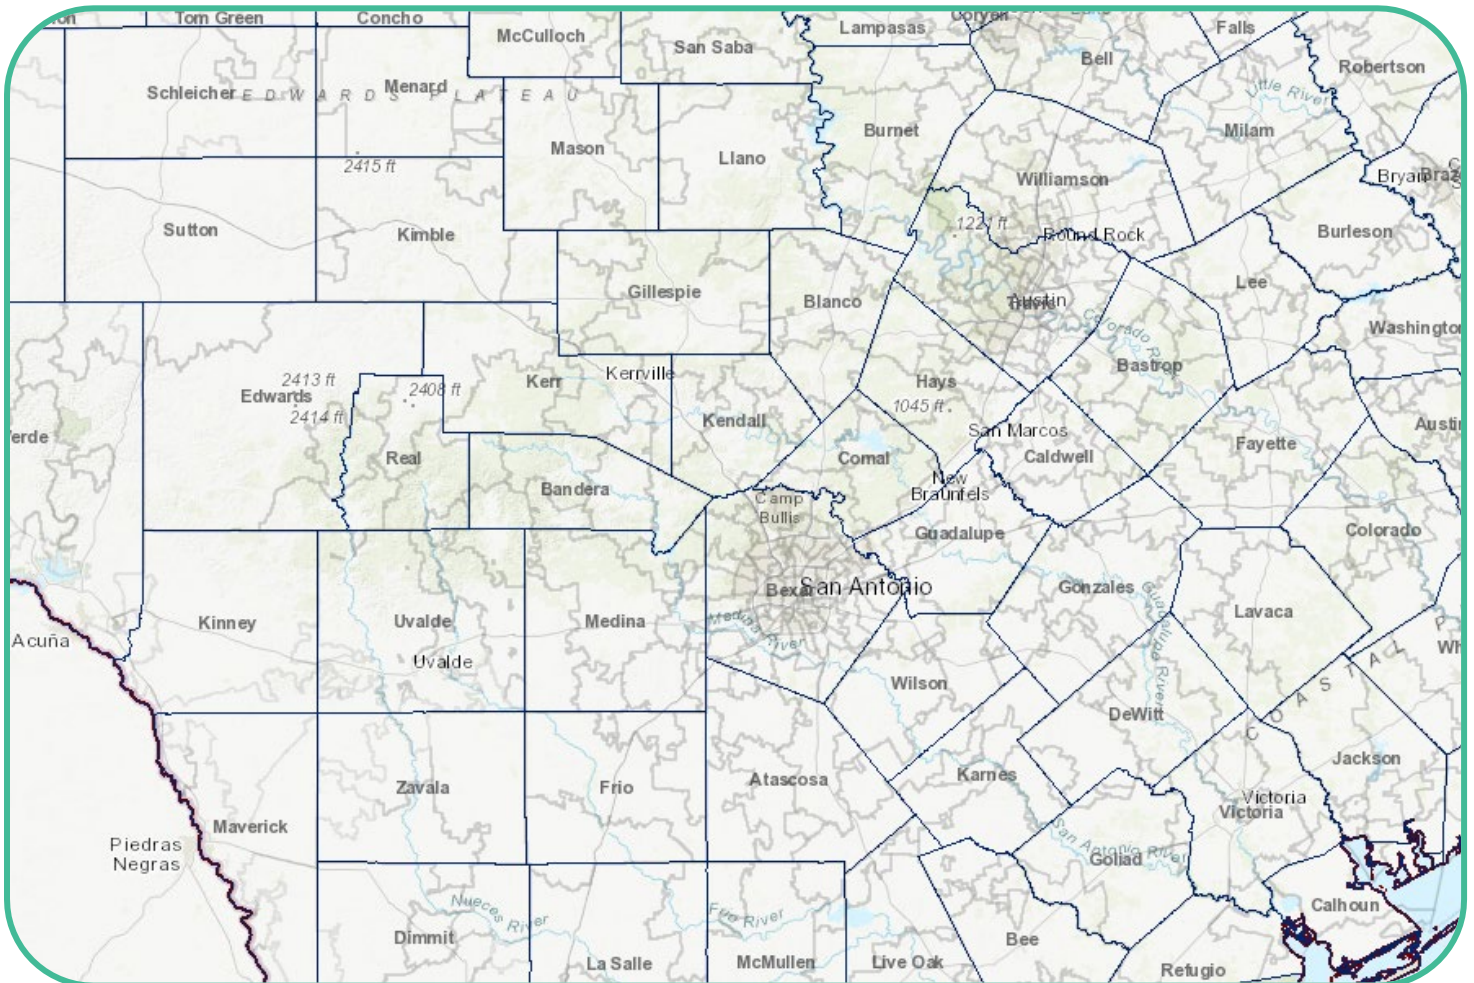 Tom Green
Concho
McCulloch
San Saba
Lampasas
Coryell
Bell
Falls
Robertson
Schleicher
Menard
EDWARDS PLATEAU
Little River
Burnet
Milam
Mason
Llano
2415 ft
Williamson
Bryan
Sutton
Kimble
1221 ft
Round Rock
Burleson
Gillespie
Blanco
Lee
Austin
Travis
Colorado River
Washington
Bastrop
2413 ft
Edwards
2408 ft
2414 ft
Kerr
Kerrville
Hays
1045 ft
Kendall
San Marcos
Caldwell
Fayette
Austin
erde
Real
Comal
Bandera
New
Braunfels
Camp
Bullis
Guadalupe
Colorado
Bexar
San Antonio
Gonzales
Guadalupe River
Lavaca
Kinney
Uvalde
Medina
Medina River
Acuña
Uvalde
Wh
COASTAL P
Wilson
DeWitt
Jackson
Karnes
Atascosa
Zavala
Frio
Victoria
Victoria
Maverick
Piedras
Negras
San Antonio River
Goliad
Calhoun
Nueces River
Frio River
Dimmit
Bee
La Salle
McMullen
Live Oak
Refugio